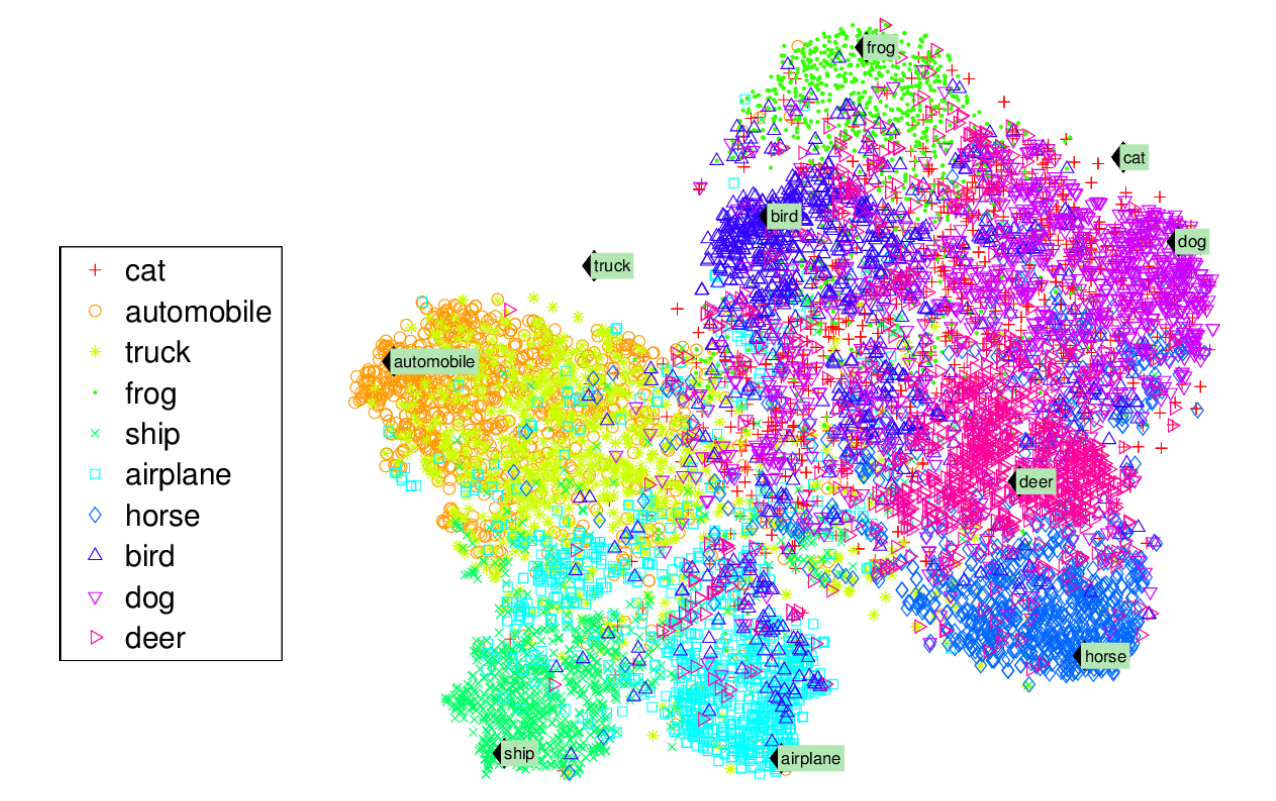 cat
automobile
truck
frog
ship
airplane
horse
bird
dog
deer
frog
cat
bird
dog
truck
automobile
deer
horse
ship
airplane